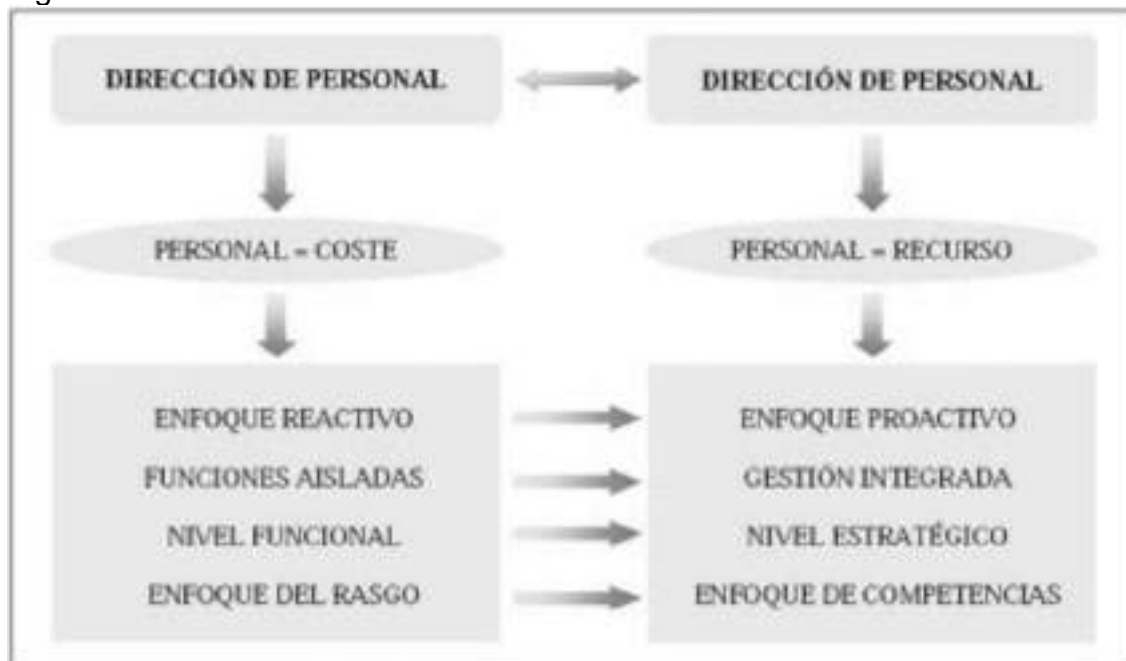 DIRECCIÓN DE PERSONAL
DIRECCIÓN DE PERSONAL
PERSONAL = COSTE
PERSONAL = RECURSO
ENFOQUE REACTIVO
ENFOQUE PROACTIVO
FUNCIONES AISLADAS
GESTIÓN INTEGRADA
NIVEL FUNCIONAL
NIVEL ESTRATÉGICO
ENFOQUE DEL RASGO
ENFOQUE DE COMPETENCIAS